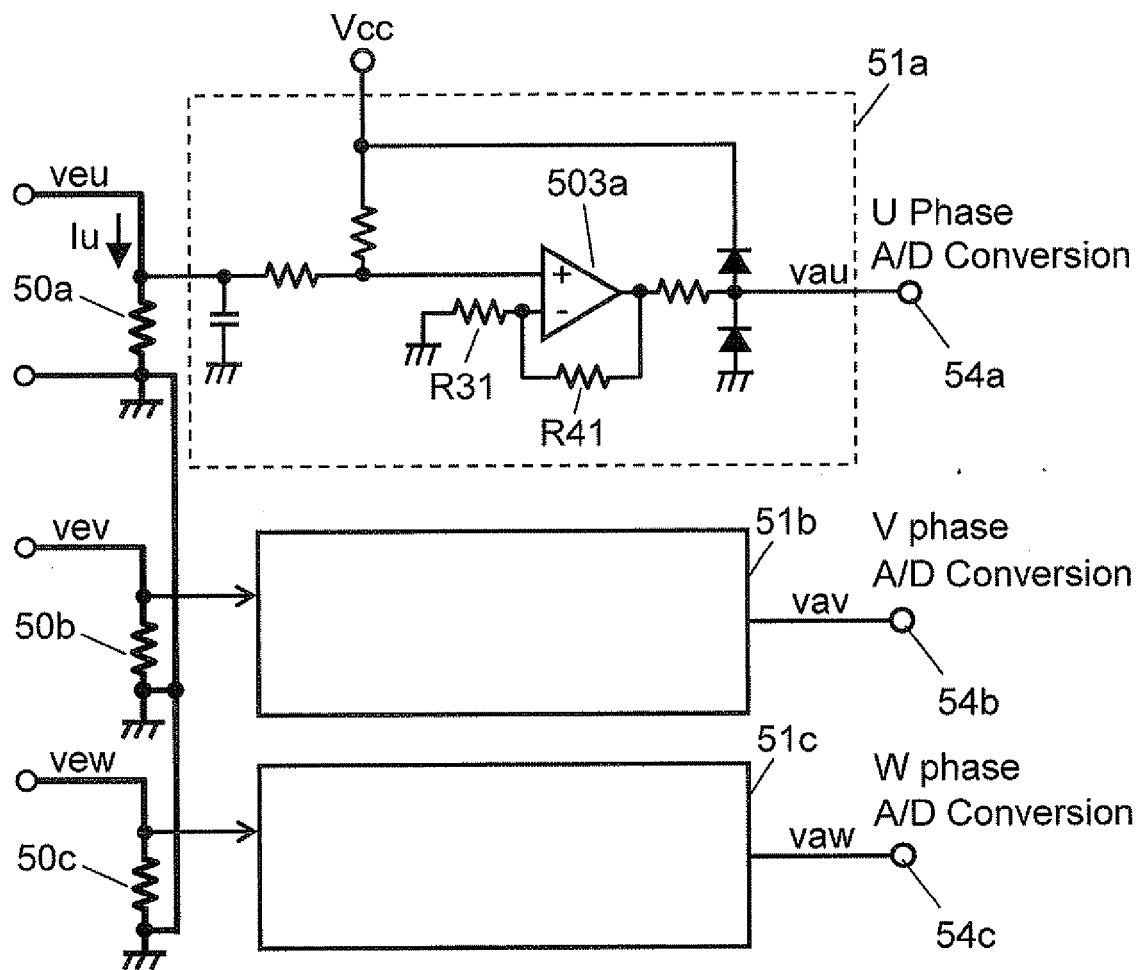 Vcc
51a
veu
503a
U Phase
A/D Conversion
Iu
vau
50a
+
-
R31
54a
R41
vev
51b
V phase
A/D Conversion
50b
vav
54b
vew
51c
W phase
A/D Conversion
50c
vaw
54c